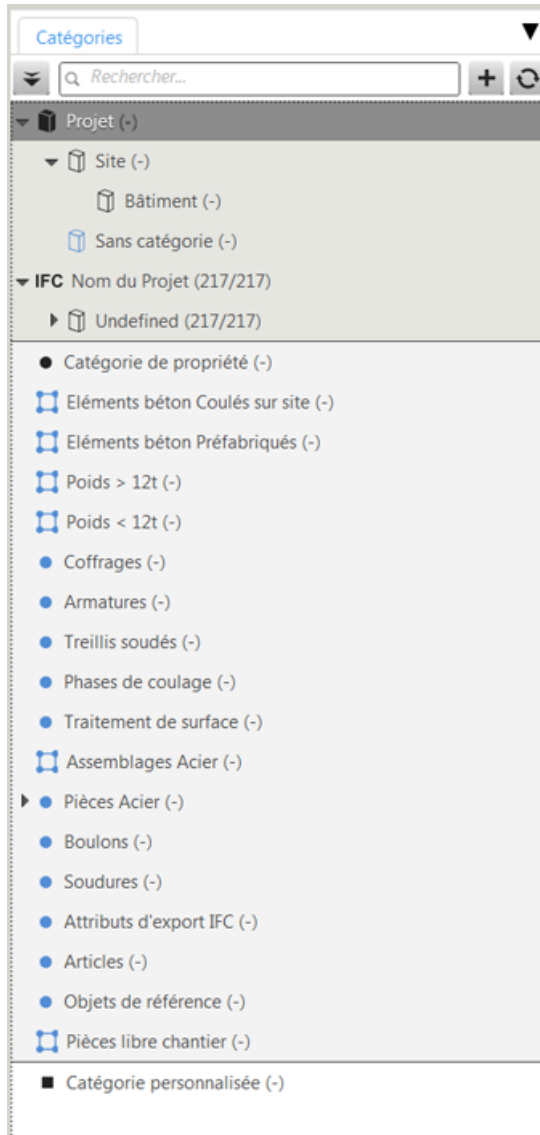 Catégories
Rechercher...
Projet (-)
Site (-)
Bâtiment (-)
Sans catégorie (-)
IFC Nom du Projet (217/217)
Undefined (217/217)
Catégorie de propriété (-)
Eléments béton Coulés sur site (-)
Eléments béton Préfabriqués (-)
Poids > 12t (-)
Poids < 12t (-)
Coffrages (-)
Armatures (-)
Treillis soudés (-)
Phases de coulage (-)
Traitement de surface (-)
Assemblages Acier (-)
Pièces Acier (-)
Boulons (-)
Soudures (-)
Attributs d'export IFC (-)
Articles (-)
Objets de référence (-)
Pièces libre chantier (-)
Catégorie personnalisée (-)